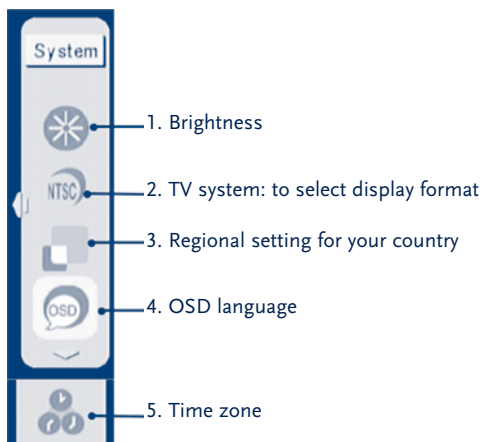 System
1. Brightness
NTSC
2. TV system: to select display format
3. Regional setting for your country
OSD
4. OSD language
5. Time zone